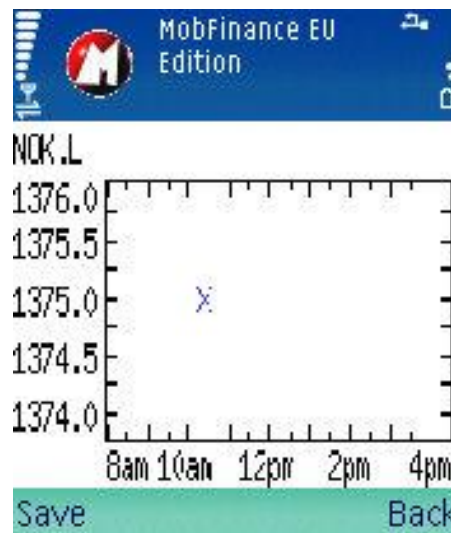 MobFinance EU
Edition
NOK.L
1376.0
1375.5
1375.0
1374.5
1374.0
8am 10am 12pm 2pm 4pm
Save Back